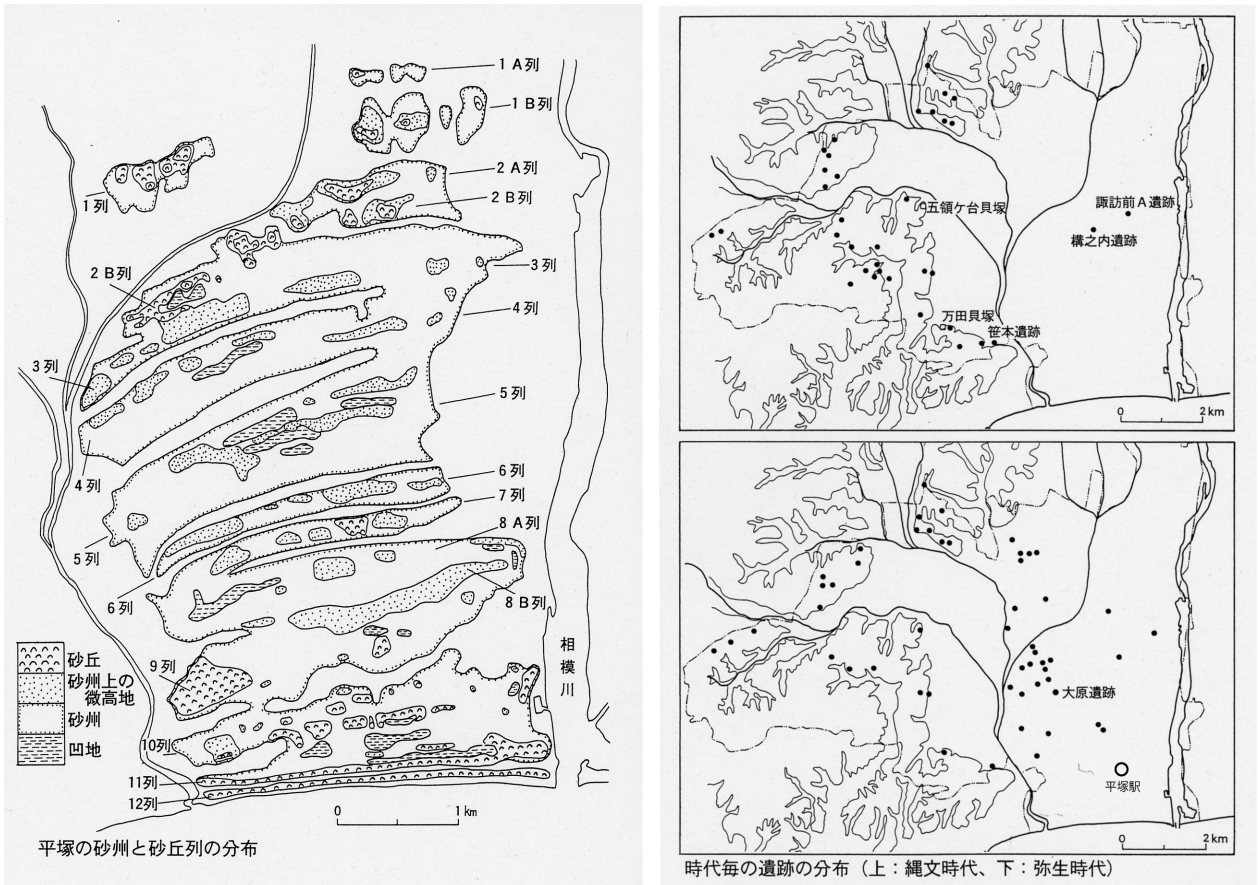 1 A列
1 B列
2 A列
2 B列
1列
3列
2 B列
4列
3列
5列
4列
6列
7列
8 A列
5列
6列
8 B列
相模川
9列
砂丘
砂州上の
微高地
砂州
凹地
10列
11列
12列
0 1 km
平塚の砂州と砂丘列の分布
五領ケ台貝塚
諏訪前A遺跡
構之内遺跡
万田貝塚
笹本遺跡
0 2 km
大原遺跡
平塚駅
0 2 km
時代毎の遺跡の分布（上：縄文時代、下：弥生時代）